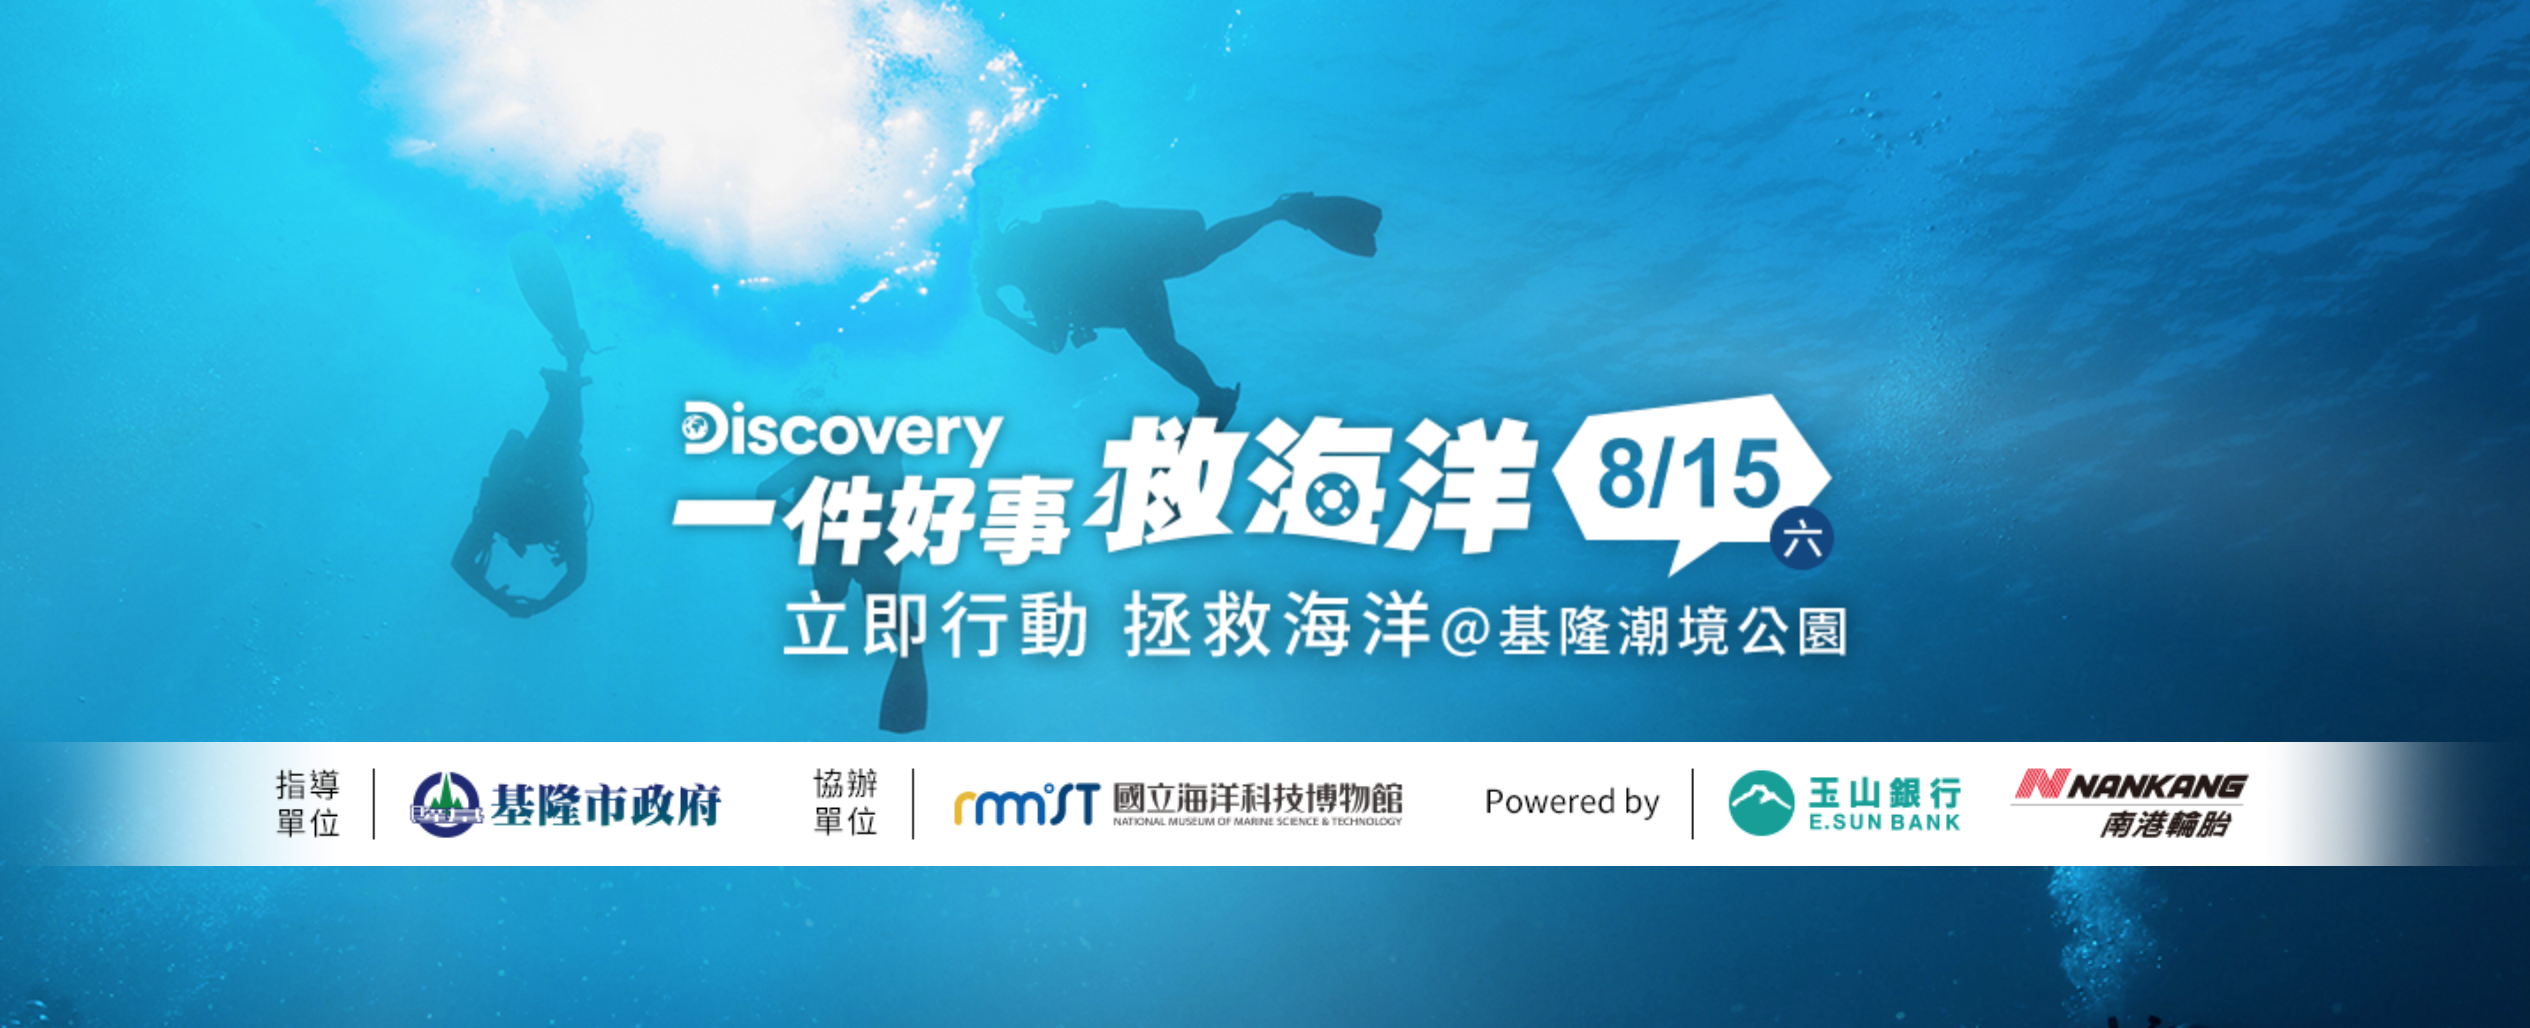 Discovery
一件好事 救海洋 8/15 六
立即行動 拯救海洋@基隆潮境公園
指導單位
基隆市政府
協辦單位
nmmst 國立海洋科技博物館
NATIONAL MUSEUM OF MARINE SCIENCE & TECHNOLOGY
Powered by
玉山銀行
E.SUN BANK
NANKANG
南港輪胎